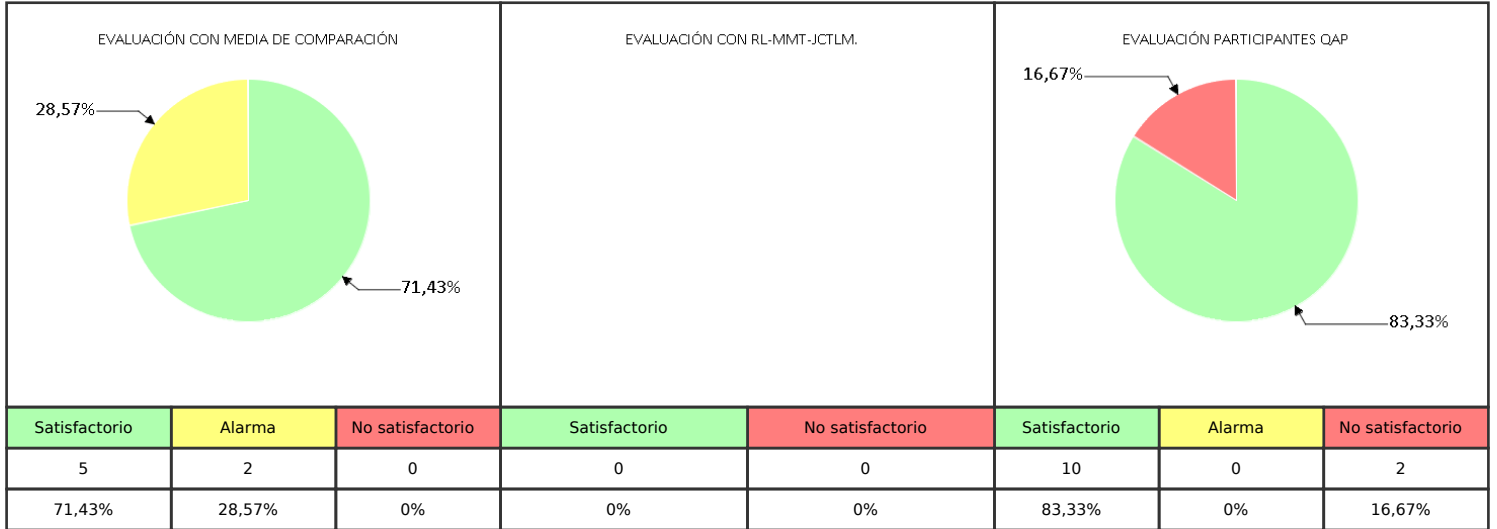 EVALUACIÓN CON MEDIA DE COMPARACIÓN
28,57%
71,43%
EVALUACIÓN CON RL-MMT-JCTLM.
EVALUACIÓN PARTICIPANTES QAP
16,67%
83,33%
Satisfactorio Alarma No satisfactorio Satisfactorio No satisfactorio Satisfactorio Alarma No satisfactorio
5 2 0 0 0 10 0 2
71,43% 28,57% 0% 0% 0% 83,33% 0% 16,67%